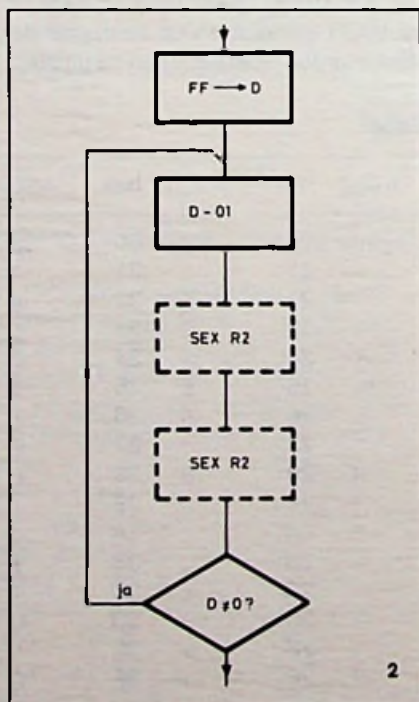 FF → D
D - 01
SEX R2
SEX R2
ja
D ≠ 0?
2